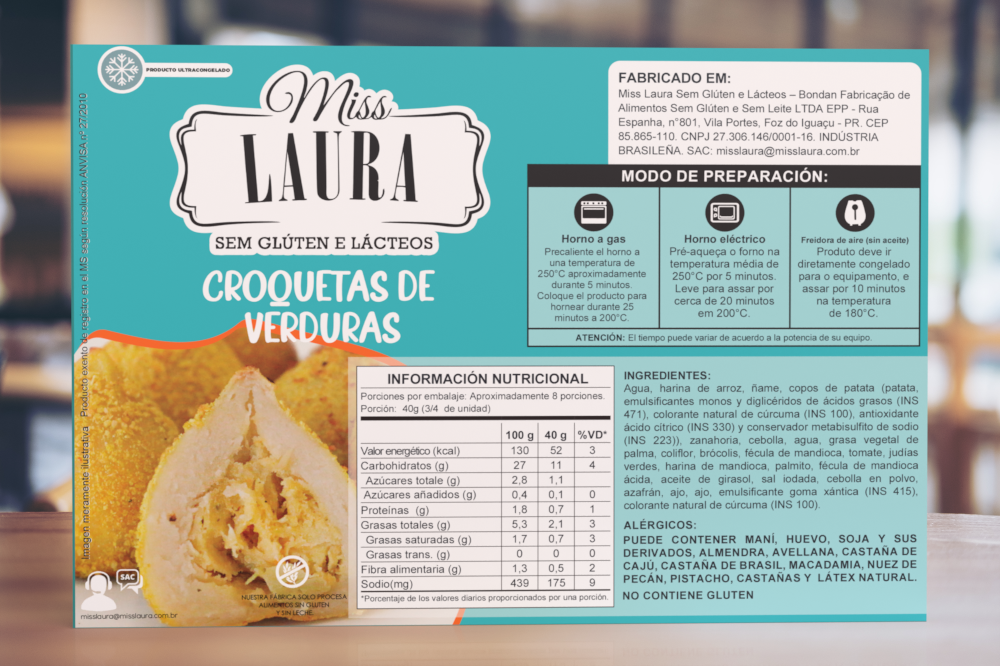 PRODUCTO ULTRACONGELADO
Miss
LAURA
SEM GLÚTEN E LÁCTEOS
CROQUETAS DE
VERDURAS
Imagen meramente ilustrativa - Producto exento de registro en el MS según resolucion ANVISA n° 27/2010
FABRICADO EM:
Miss Laura Sem Glúten e Lácteos – Bondan Fabricação de
Alimentos Sem Glúten e Sem Leite LTDA EPP - Rua
Espanha, n°801, Vila Portes, Foz do Iguaçu - PR. CEP
85.865-110. CNPJ 27.306.146/0001-16. INDÚSTRIA
BRASILEÑA. SAC: misslaura@misslaura.com.br
MODO DE PREPARACIÓN:
Horno a gas
Precaliente el horno a
una temperatura de
250°C aproximadamente
durante 5 minutos.
Coloque el producto para
hornear durante 25
minutos a 200°C.
Horno eléctrico
Pré-aqueça o forno na
temperatura média de
250°C por 5 minutos.
Leve para assar por
cerca de 20 minutos
em 200°C.
Freidora de aire (sin aceite)
Produto deve ir
diretamente congelado
para o equipamento, e
assar por 10 minutos
na temperatura
de 180°C.
ATENCIÓN: El tiempo puede variar de acuerdo a la potencia de su equipo.
INFORMACIÓN NUTRICIONAL
Porciones por embalaje: Aproximadamente 8 porciones.
Porción: 40g (3/4 de unidad)
100 g 40 g %VD*
Valor energético (kcal) 130 52 3
Carbohidratos (g) 27 11 4
Azúcares totale (g) 2,8 1,1
Azúcares añadidos (g) 0,4 0,1 0
Proteínas (g) 1,8 0,7 1
Grasas totales (g) 5,3 2,1 3
Grasas saturadas (g) 1,7 0,7 3
Grasas trans. (g) 0 0 0
Fibra alimentaria (g) 1,3 0,5 2
Sodio(mg) 439 175 9
*Porcentaje de los valores diarios proporcionados por una porción.
INGREDIENTES:
Agua, harina de arroz, ñame, copos de patata (patata,
emulsificantes monos y diglicéridos de ácidos grasos (INS
471), colorante natural de cúrcuma (INS 100), antioxidante
ácido cítrico (INS 330) y conservador metabisulfito de sodio
(INS 223)), zanahoria, cebolla, agua, grasa vegetal de
palma, coliflor, brócolis, fécula de mandioca, tomate, judías
verdes, harina de mandioca, palmito, fécula de mandioca
ácida, aceite de girasol, sal iodada, cebolla en polvo,
azafrán, ajo, ajo, emulsificante goma xántica (INS 415),
colorante natural de cúrcuma (INS 100).
ALÉRGICOS:
PUEDE CONTENER MANÍ, HUEVO, SOJA Y SUS
DERIVADOS, ALMENDRA, AVELLANA, CASTAÑA DE
CAJÚ, CASTAÑA DE BRASIL, MACADAMIA, NUEZ DE
PECÁN, PISTACHO, CASTAÑAS Y LÁTEX NATURAL.
NO CONTIENE GLUTEN
SAC
misslaura@misslaura.com.br
NUESTRA FÁBRICA SOLO PROCESA
ALIMENTOS SIN GLUTEN
Y SIN LECHE.